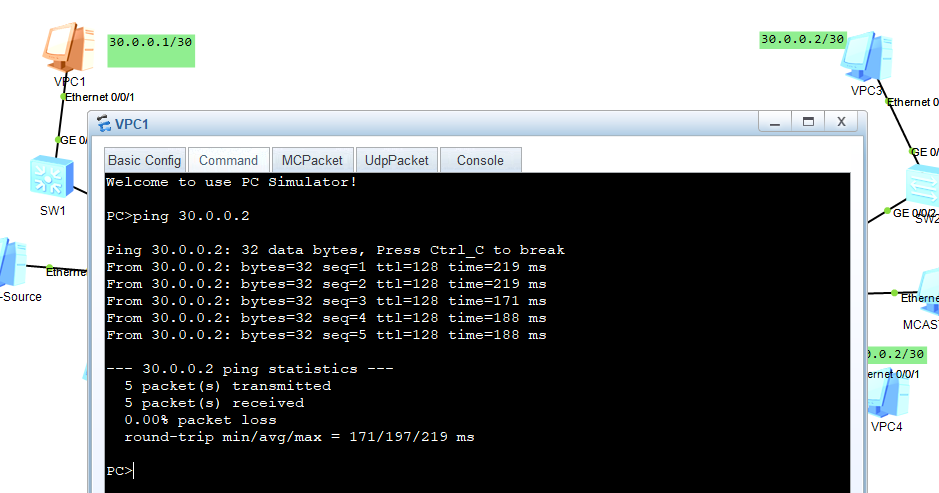 30.0.0.1/30
30.0.0.2/30
VPC1
VPC3
Ethernet 0/0/1
Ethernet 0
VPC1
GE 0/
GE 0/
Basic Config Command MCPacket UdpPacket Console
Welcome to use PC Simulator!
PC>ping 30.0.0.2
Ping 30.0.0.2: 32 data bytes, Press Ctrl_C to break
From 30.0.0.2: bytes=32 seq=1 ttl=128 time=219 ms
From 30.0.0.2: bytes=32 seq=2 ttl=128 time=219 ms
From 30.0.0.2: bytes=32 seq=3 ttl=128 time=171 ms
From 30.0.0.2: bytes=32 seq=4 ttl=128 time=188 ms
From 30.0.0.2: bytes=32 seq=5 ttl=128 time=188 ms
--- 30.0.0.2 ping statistics ---
5 packet(s) transmitted
5 packet(s) received
0.00% packet loss
round-trip min/avg/max = 171/197/219 ms
PC>
SW1
GE 0/0/2
SW2
Etherne
-Source
Etherne
MCAS
0.0.2/30
ernet 0/0/1
VPC4